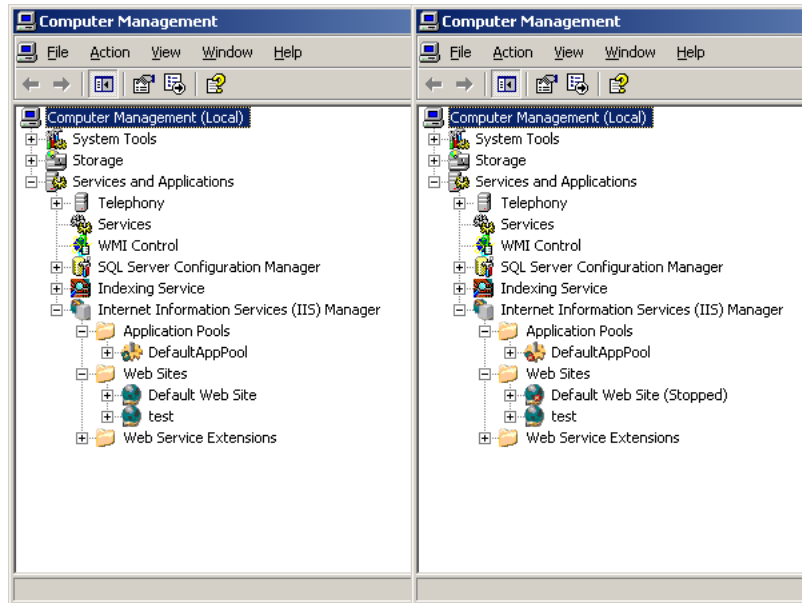 Computer Management
File Action View Window Help
Computer Management (Local)
System Tools
Storage
Services and Applications
Telephony
Services
WMI Control
SQL Server Configuration Manager
Indexing Service
Internet Information Services (IIS) Manager
Application Pools
DefaultAppPool
Web Sites
Default Web Site
test
Web Service Extensions
Computer Management
File Action View Window Help
Computer Management (Local)
System Tools
Storage
Services and Applications
Telephony
Services
WMI Control
SQL Server Configuration Manager
Indexing Service
Internet Information Services (IIS) Manager
Application Pools
DefaultAppPool
Web Sites
Default Web Site (Stopped)
test
Web Service Extensions